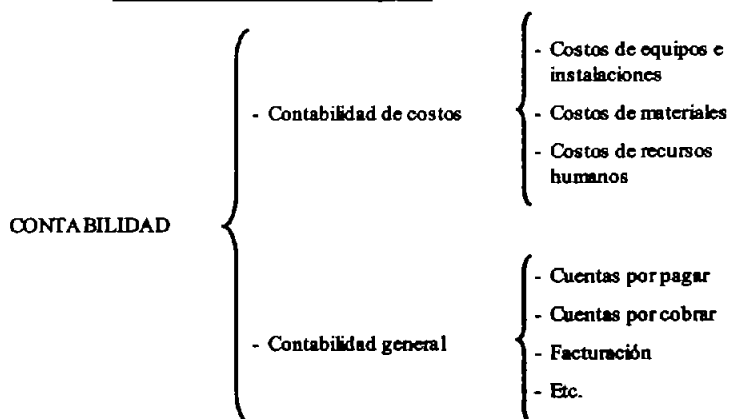 - Costos de equipos e
instalaciones
- Contabilidad de costos
- Costos de materiales
- Costos de recursos
humanos
CONTABILIDAD
- Cuentas por pagar
- Cuentas por cobrar
- Contabilidad general
- Facturación
- Etc.